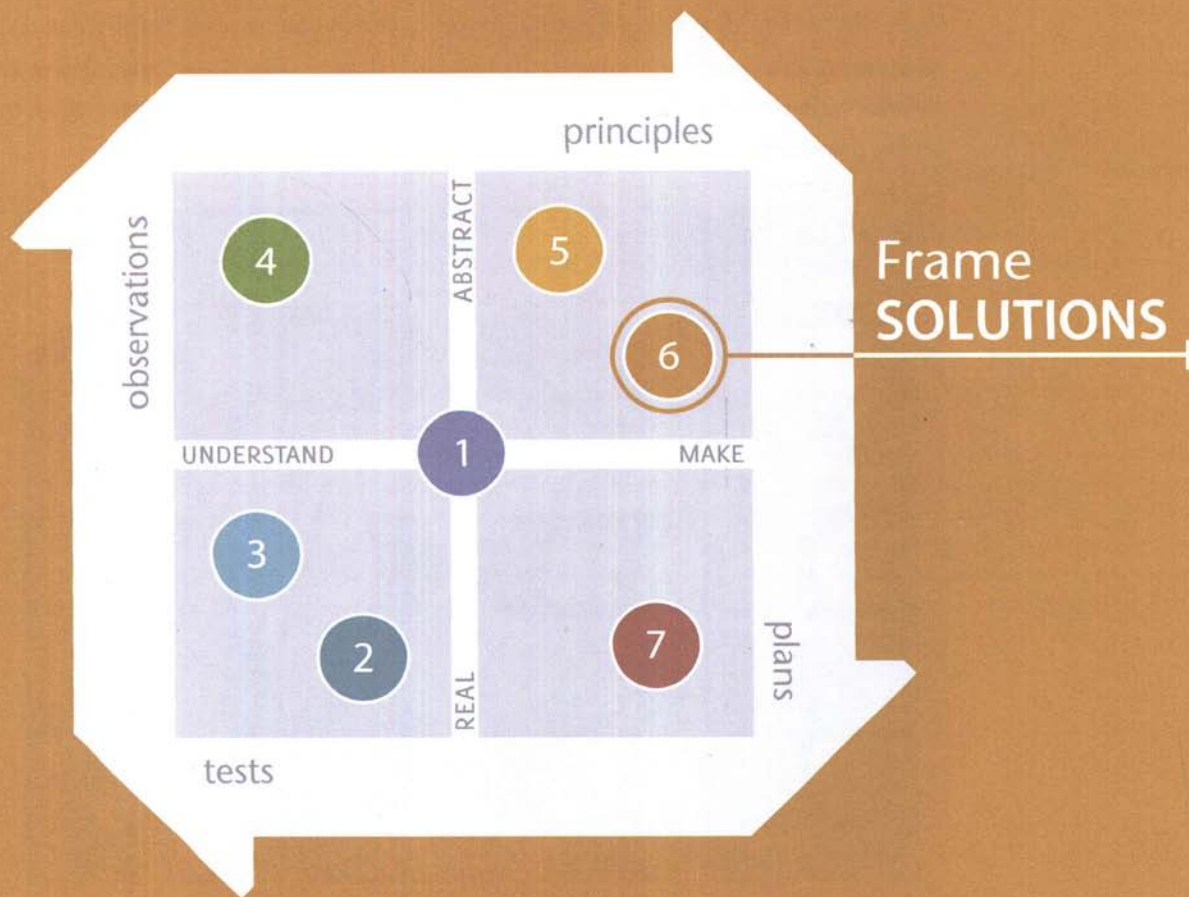 principles
observations
ABSTRACT
4
5
6
Frame
SOLUTIONS
UNDERSTAND
1
MAKE
3
2
7
REAL
plans
tests